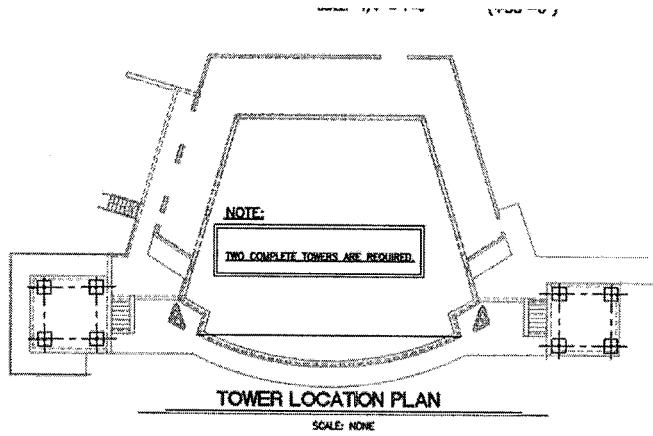 NOTE:
TWO COMPLETE TOWERS ARE REQUIRED.
TOWER LOCATION PLAN
SCALE: NONE